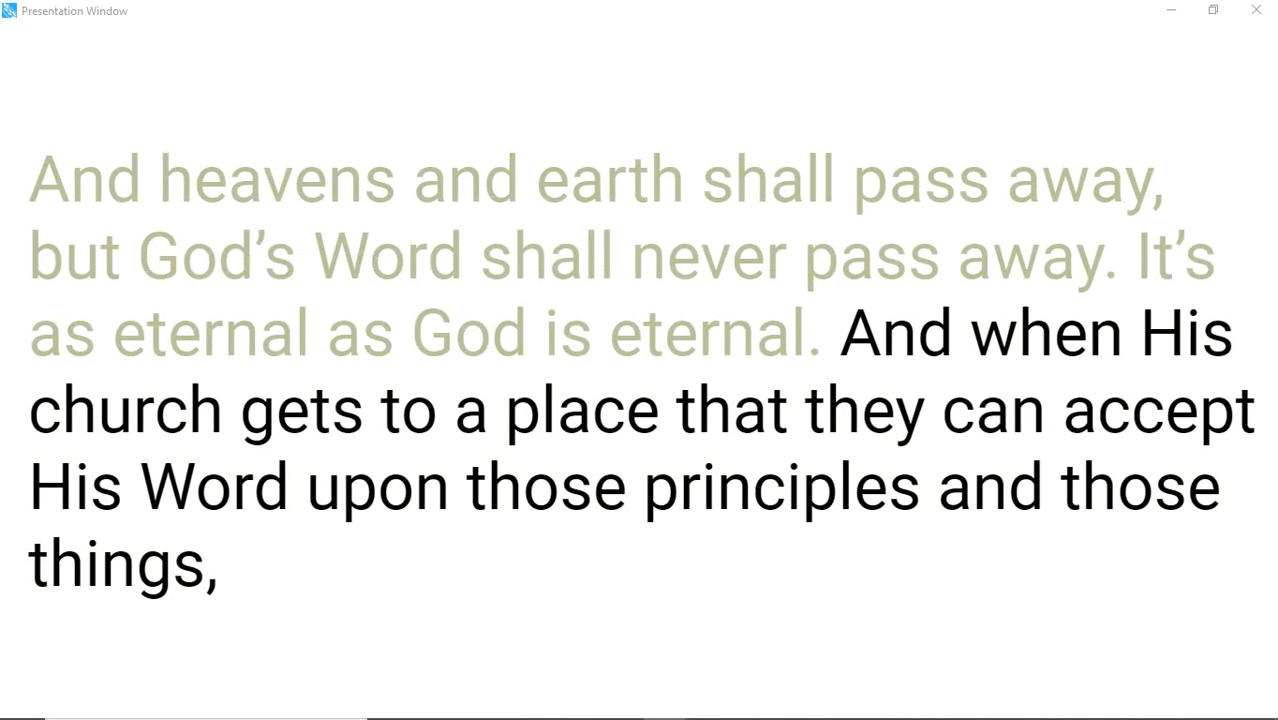 Presentation Window
And heavens and earth shall pass away,
but God’s Word shall never pass away. It’s
as eternal as God is eternal. And when His
church gets to a place that they can accept
His Word upon those principles and those
things,